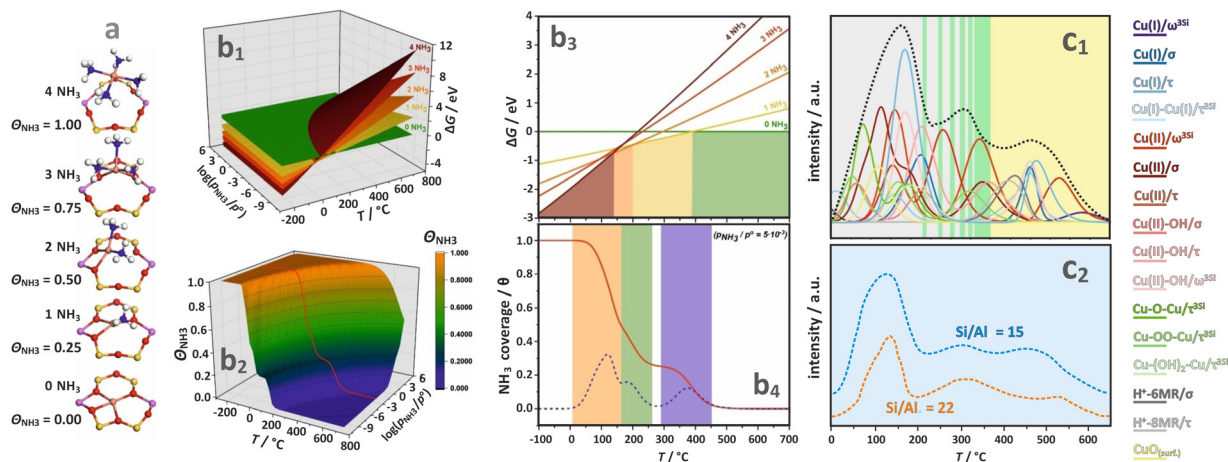 a
4 NH3
ΘNH3 = 1.00
3 NH3
ΘNH3 = 0.75
2 NH3
ΘNH3 = 0.50
1 NH3
ΘNH3 = 0.25
0 NH3
ΘNH3 = 0.00
b1
4 NH3
3 NH3
2 NH3
1 NH3
0 NH3
12
8
4
0
-4
ΔG / eV
6
3
0
-3
-6
-9
log(pNH3/pº)
-200
0
200
400
600
800
T / °C
b2
ΘNH3
1.0
0.8
0.6
0.4
0.2
0.0
ΘNH3
1.000
0.8000
0.6000
0.4000
0.2000
0.000
-200
0
200
400
600
800
T / °C
-9
-6
-3
0
3
6
log(pNH3/pº)
b3
4
3
2
1
0
-1
-2
-3
ΔG / eV
4 NH3
3 NH3
2 NH3
1 NH3
0 NH3
b4
(pNH3 / pº = 5·10-3)
1.0
0.8
0.6
0.4
0.2
0.0
NH3 coverage / θ
-100
0
100
200
300
400
500
600
700
T / °C
c1
intensity / a.u.
c2
intensity / a.u.
Si/Al = 15
Si/Al = 22
0
100
200
300
400
500
600
T / °C
Cu(I)/ω3Si
Cu(I)/σ
Cu(I)/τ
Cu(I)-Cu(I)/τ3Si
Cu(II)/ω3Si
Cu(II)/σ
Cu(II)/τ
Cu(II)-OH/σ
Cu(II)-OH/τ
Cu(II)-OH/ω3Si
Cu-O-Cu/τ3Si
Cu-OO-Cu/τ3Si
Cu-(OH)2-Cu/τ3Si
H+-6MR/σ
H+-8MR/τ
CuO(surf.)